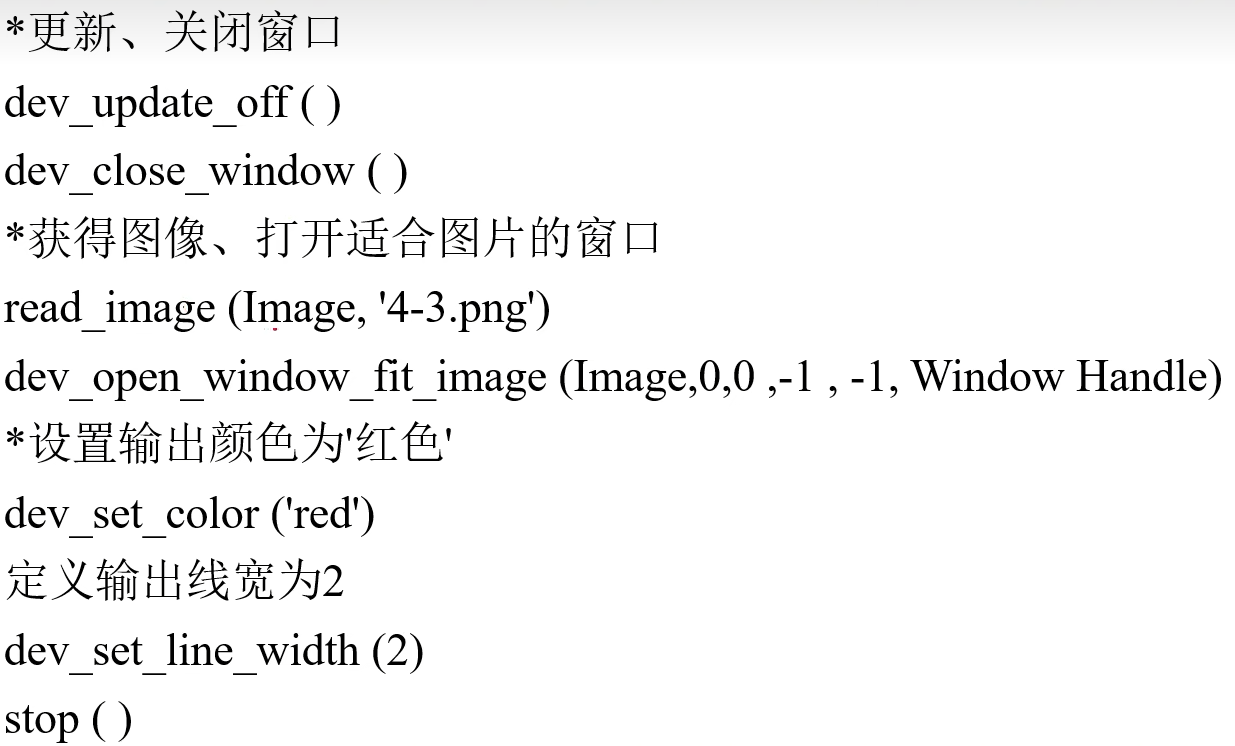 *更新、关闭窗口
dev_update_off ( )
dev_close_window ( )
*获得图像、打开适合图片的窗口
read_image (Image, '4-3.png')
dev_open_window_fit_image (Image,0,0 ,-1 , -1, Window Handle)
*设置输出颜色为'红色'
dev_set_color ('red')
定义输出线宽为2
dev_set_line_width (2)
stop ( )